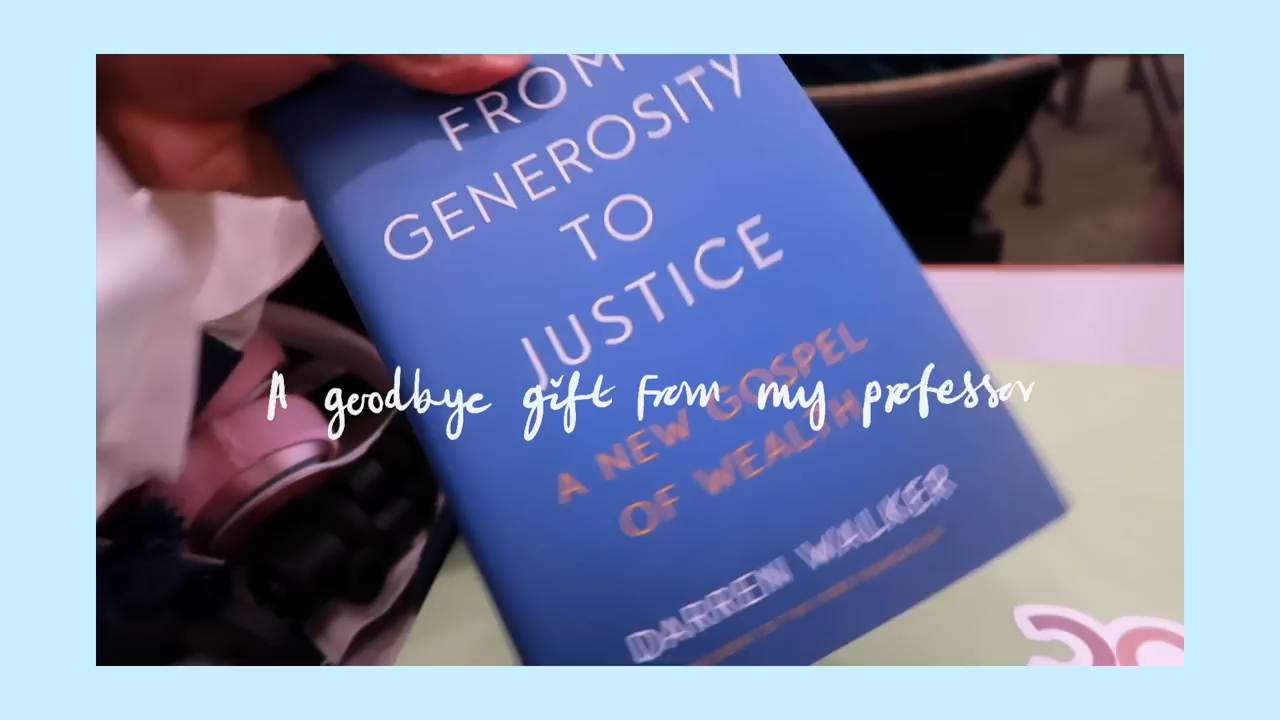 FROM
GENEROSITY
TO
JUSTICE
A NEW GOSPEL
OF WEALTH
DARREN WALKER
A goodbye gift from my professor